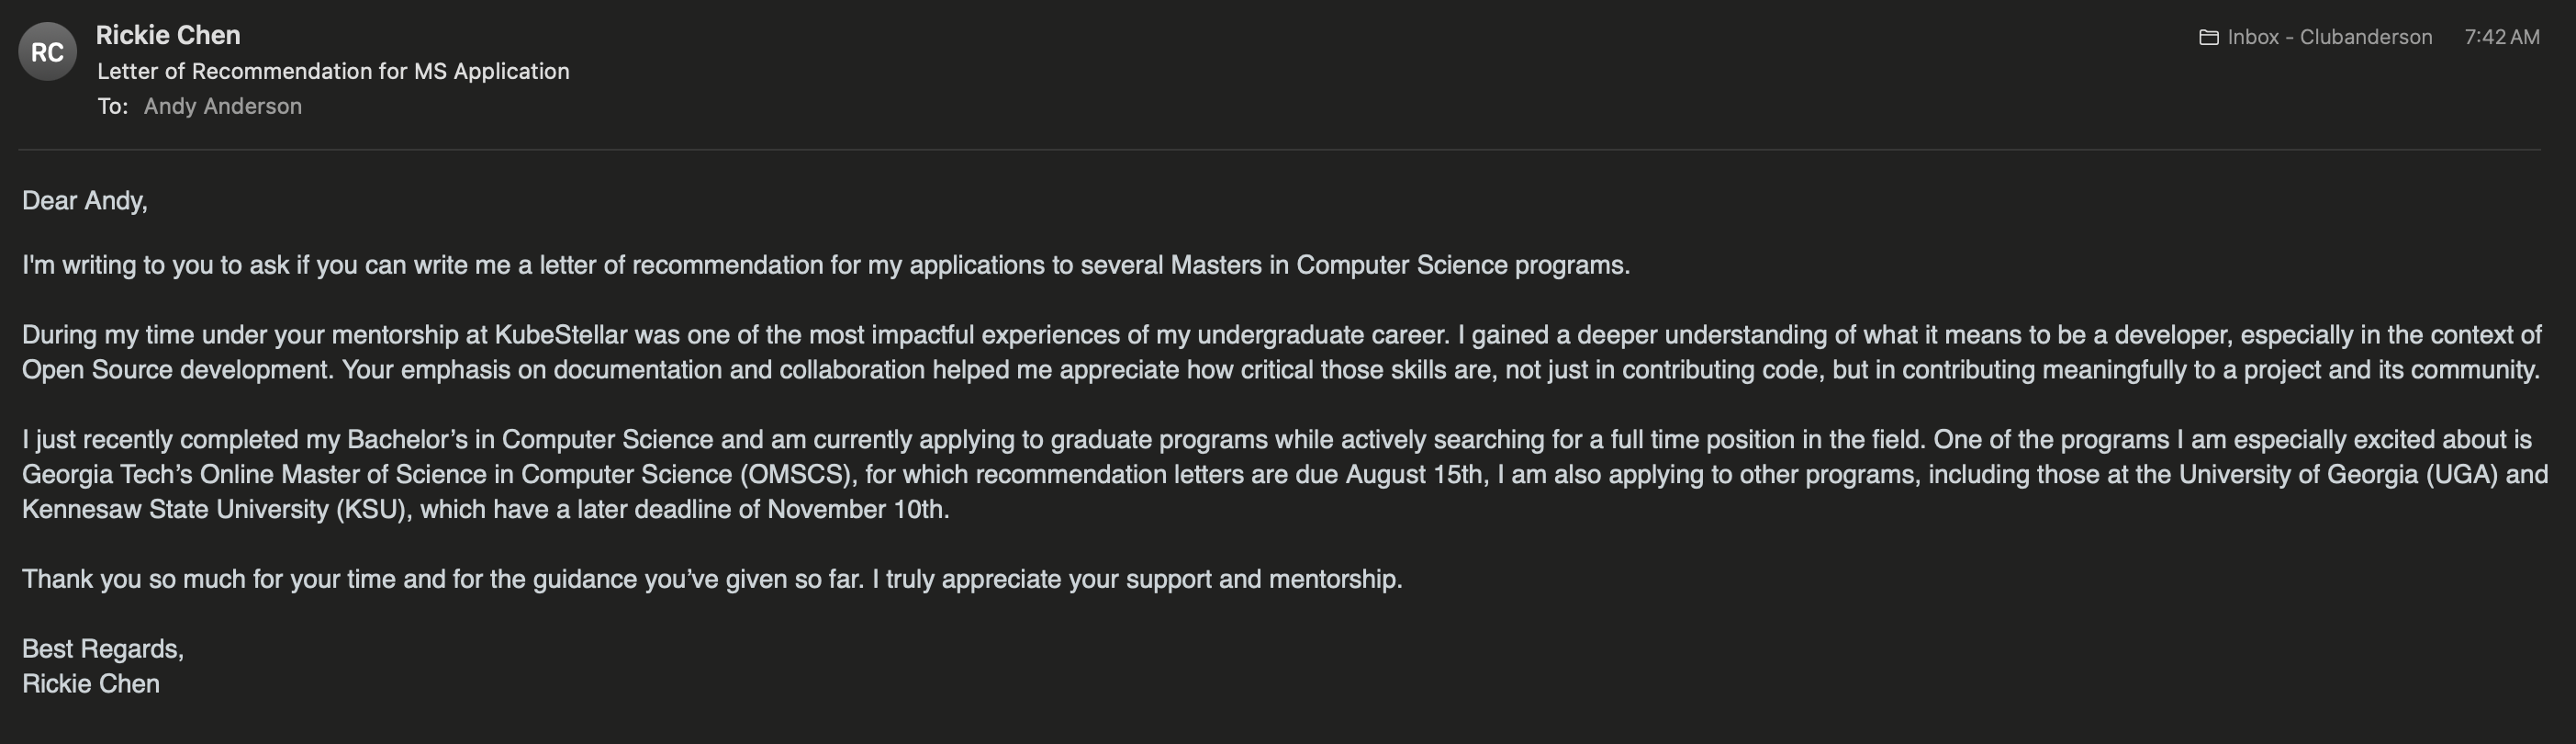 RC
Rickie Chen
Inbox - Clubanderson 7:42 AM
Letter of Recommendation for MS Application
To: Andy Anderson
Dear Andy,
I'm writing to you to ask if you can write me a letter of recommendation for my applications to several Masters in Computer Science programs.
During my time under your mentorship at KubeStellar was one of the most impactful experiences of my undergraduate career. I gained a deeper understanding of what it means to be a developer, especially in the context of
Open Source development. Your emphasis on documentation and collaboration helped me appreciate how critical those skills are, not just in contributing code, but in contributing meaningfully to a project and its community.
I just recently completed my Bachelor’s in Computer Science and am currently applying to graduate programs while actively searching for a full time position in the field. One of the programs I am especially excited about is
Georgia Tech’s Online Master of Science in Computer Science (OMSCS), for which recommendation letters are due August 15th, I am also applying to other programs, including those at the University of Georgia (UGA) and
Kennesaw State University (KSU), which have a later deadline of November 10th.
Thank you so much for your time and for the guidance you’ve given so far. I truly appreciate your support and mentorship.
Best Regards,
Rickie Chen